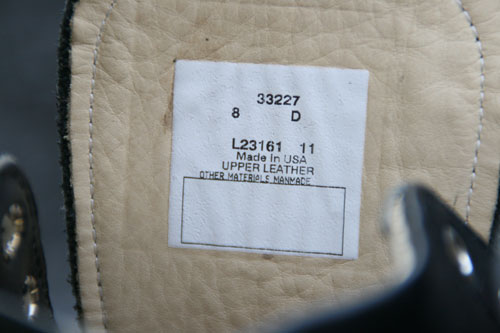 33227
8 D
L23161 11
Made In USA
UPPER LEATHER
OTHER MATERIALS MANMADE